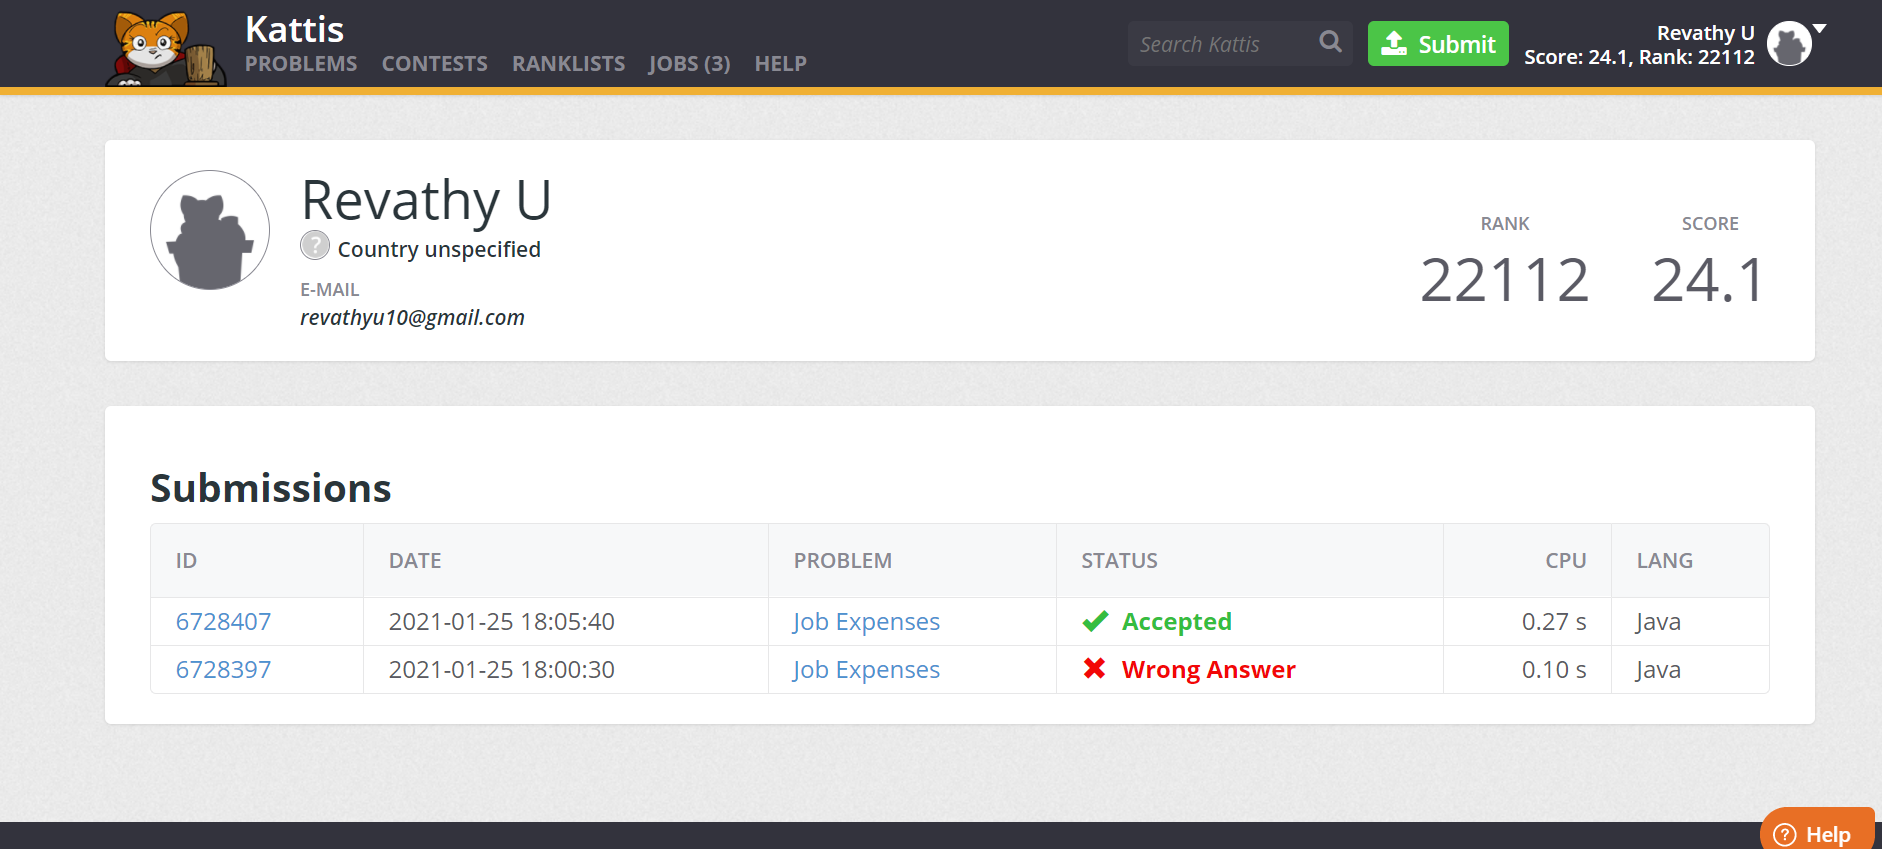 Kattis
PROBLEMS CONTESTS RANKLISTS JOBS (3) HELP
Search Kattis
Submit
Revathy U
Score: 24.1, Rank: 22112
Revathy U
? Country unspecified
E-MAIL
revathyu10@gmail.com
RANK SCORE
22112 24.1
Submissions
ID DATE PROBLEM STATUS CPU LANG
6728407 2021-01-25 18:05:40 Job Expenses Accepted 0.27 s Java
6728397 2021-01-25 18:00:30 Job Expenses Wrong Answer 0.10 s Java
? Help